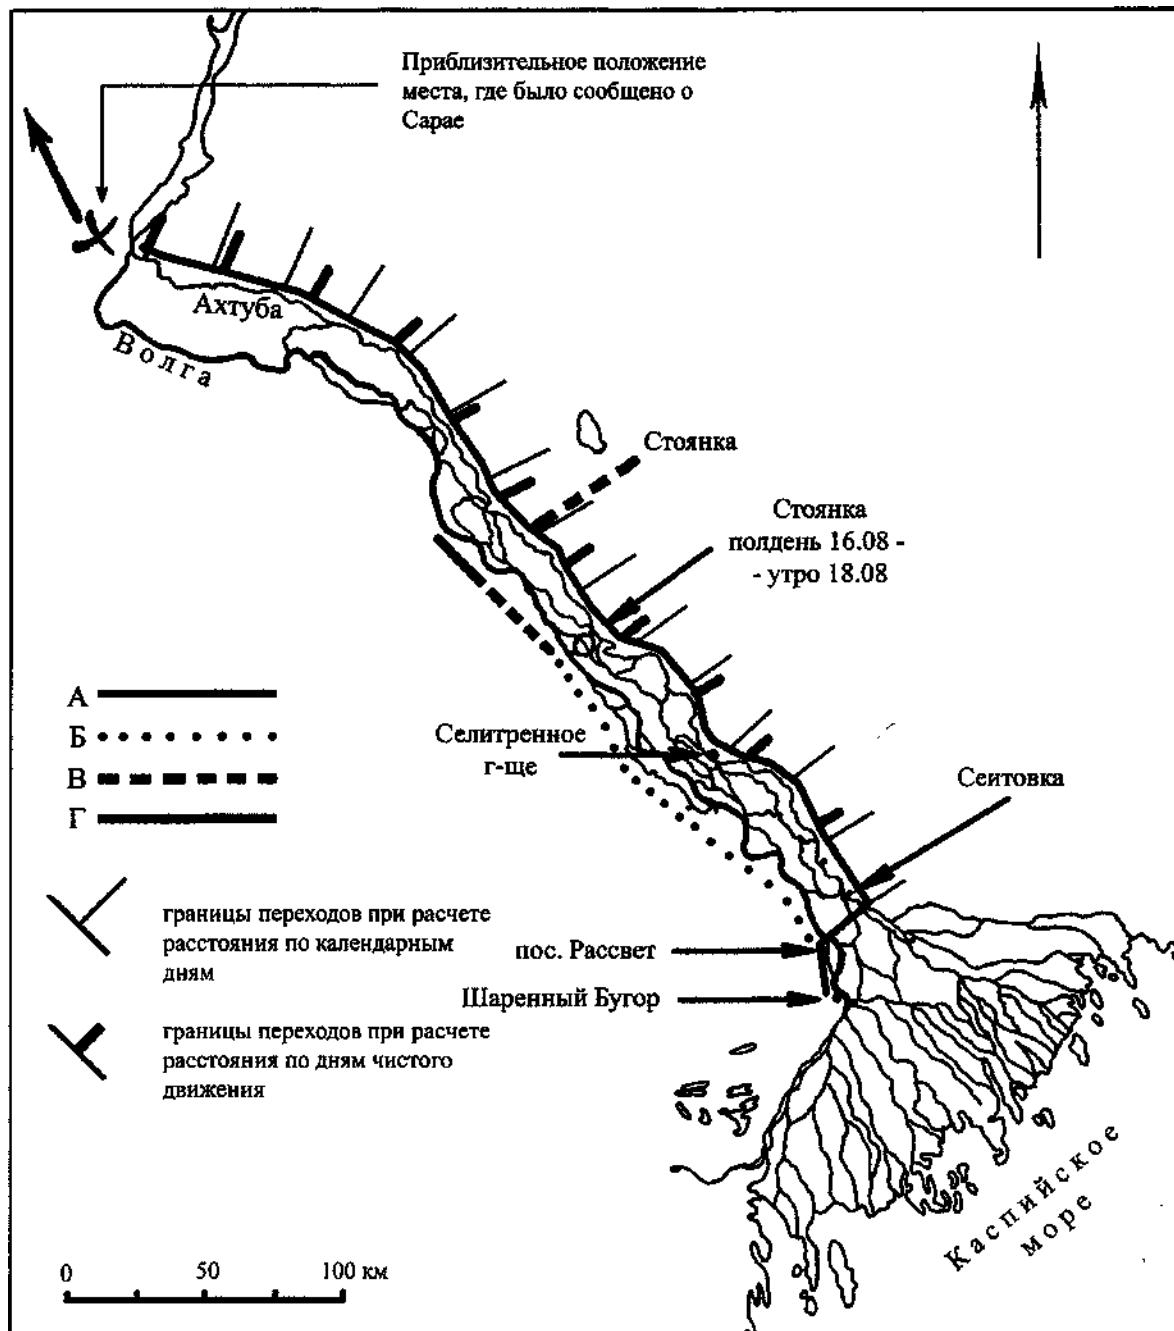 Приблизительное положение
места, где было сообщено о
Сарае
Ахтуба
Волга
Стоянка
Стоянка
полдень 16.08 -
- утро 18.08
А
Б
В
Г
Селитренное
г-ще
Сеитовка
границы переходов при расчете
расстояния по календарным
дням
пос. Рассвет
Шаренный Бугор
границы переходов при расчете
расстояния по дням чистого
движения
Каспийское
море
0 50 100 км